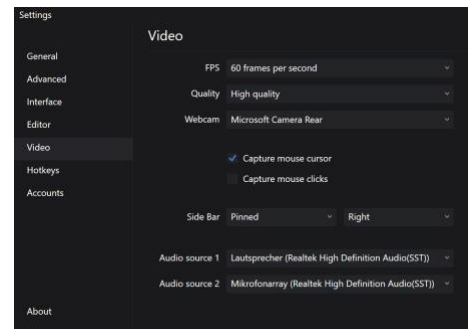 Settings
Video
General
Advanced
Interface
Editor
Video
Hotkeys
Accounts
About
FPS 60 frames per second
Quality High quality
Webcam Microsoft Camera Rear
Capture mouse cursor
Capture mouse clicks
Side Bar Pinned Right
Audio source 1 Lautsprecher (Realtek High Definition Audio(SST))
Audio source 2 Mikrofonarray (Realtek High Definition Audio(SST))